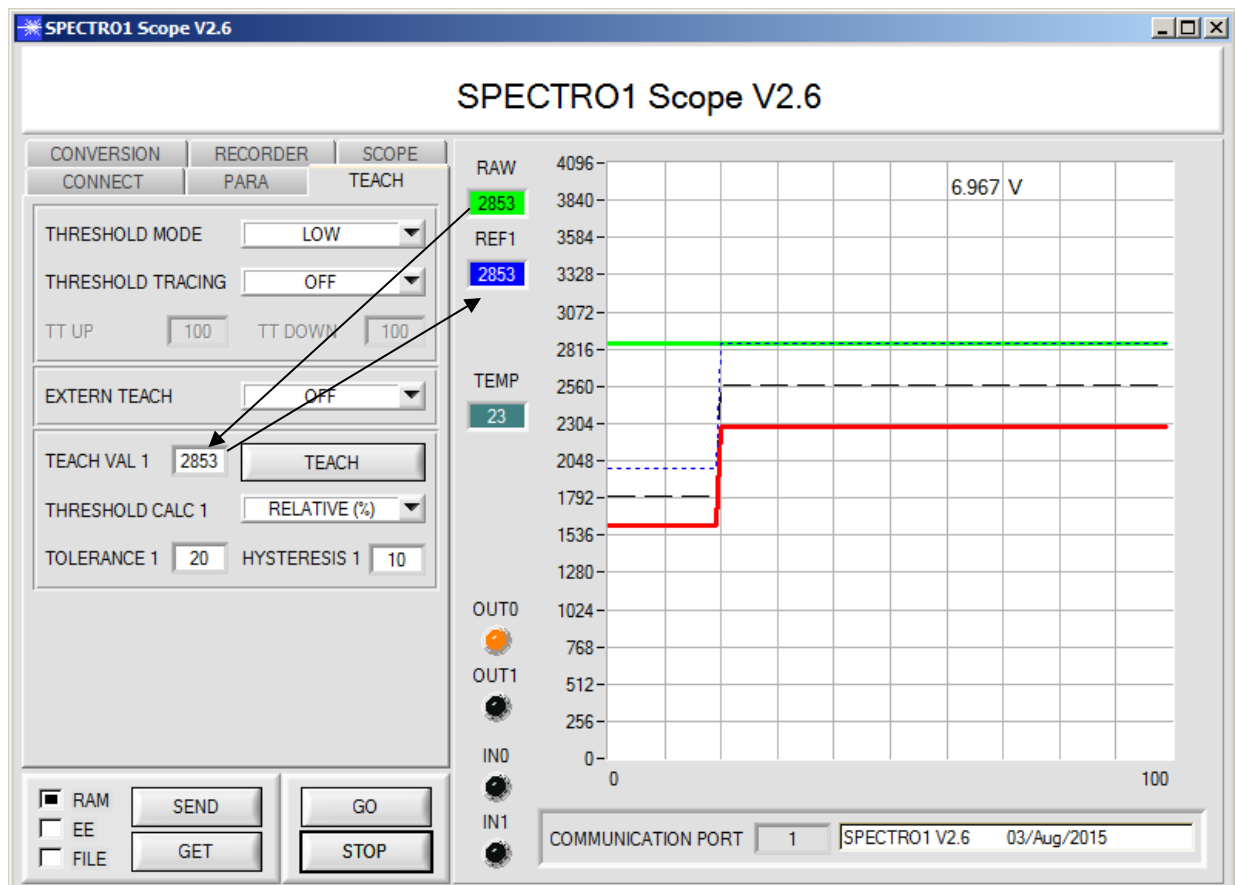 SPECTRO1 Scope V2.6
SPECTRO1 Scope V2.6
CONVERSION RECORDER SCOPE
CONNECT PARA TEACH
THRESHOLD MODE LOW
THRESHOLD TRACING OFF
TT UP 100 TT DOWN 100
EXTERN TEACH OFF
TEACH VAL 1 2853 TEACH
THRESHOLD CALC 1 RELATIVE (%)
TOLERANCE 1 20 HYSTERESIS 1 10
RAM
EE
FILE
SEND
GET
GO
STOP
RAW
2853
REF1
2853
TEMP
23
OUT0
OUT1
IN0
IN1
6.967 V
4096
3840
3584
3328
3072
2816
2560
2304
2048
1792
1536
1280
1024
768
512
256
0
0 100
COMMUNICATION PORT 1 SPECTRO1 V2.6 03/Aug/2015